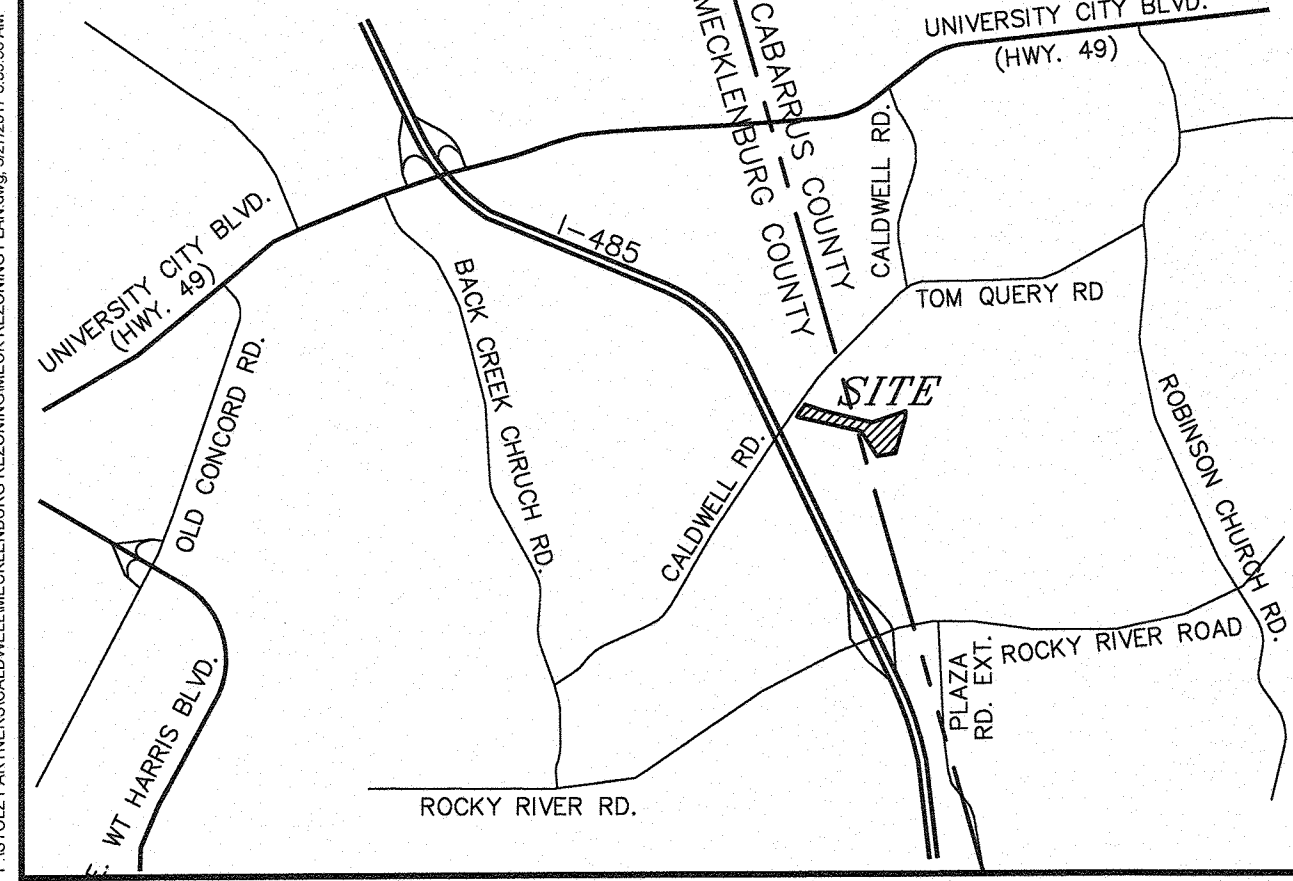 UNIVERSITY CITY BLVD.
(HWY. 49)
CABARRUS COUNTY
MECKLENBURG COUNTY
CALDWELL RD.
I-485
UNIVERSITY CITY BLVD.
(HWY. 49)
BACK CREEK CHRUCH RD.
TOM QUERY RD
OLD CONCORD RD.
SITE
ROBINSON CHURCH RD.
CALDWELL RD.
ROCKY RIVER ROAD
PLAZA
RD. EXT.
WT HARRIS BLVD.
ROCKY RIVER RD.